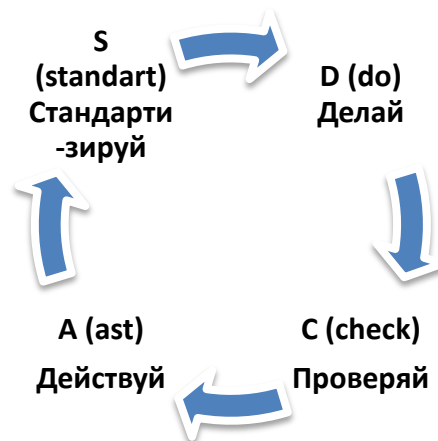 S
(standart)
Стандарти
-зируй
D (do)
Делай
C (check)
Проверяй
A (ast)
Действуй